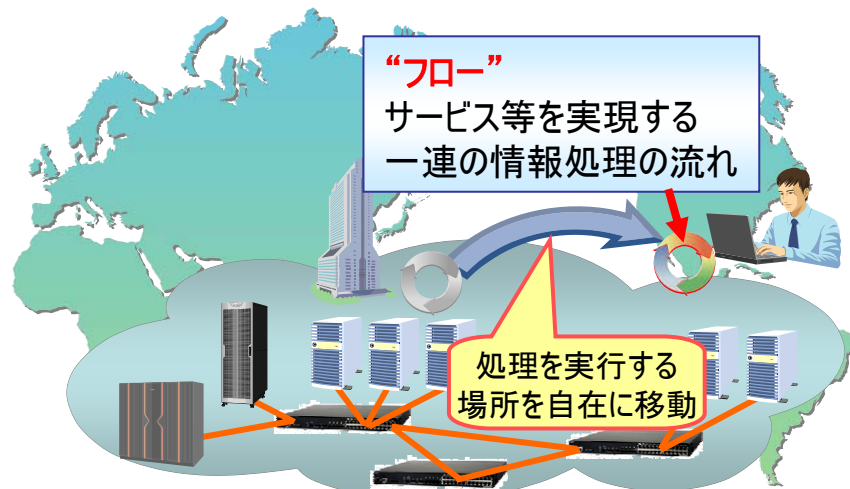 “フロー”
サービス等を実現する
一連の情報処理の流れ
処理を実行する
場所を自在に移動